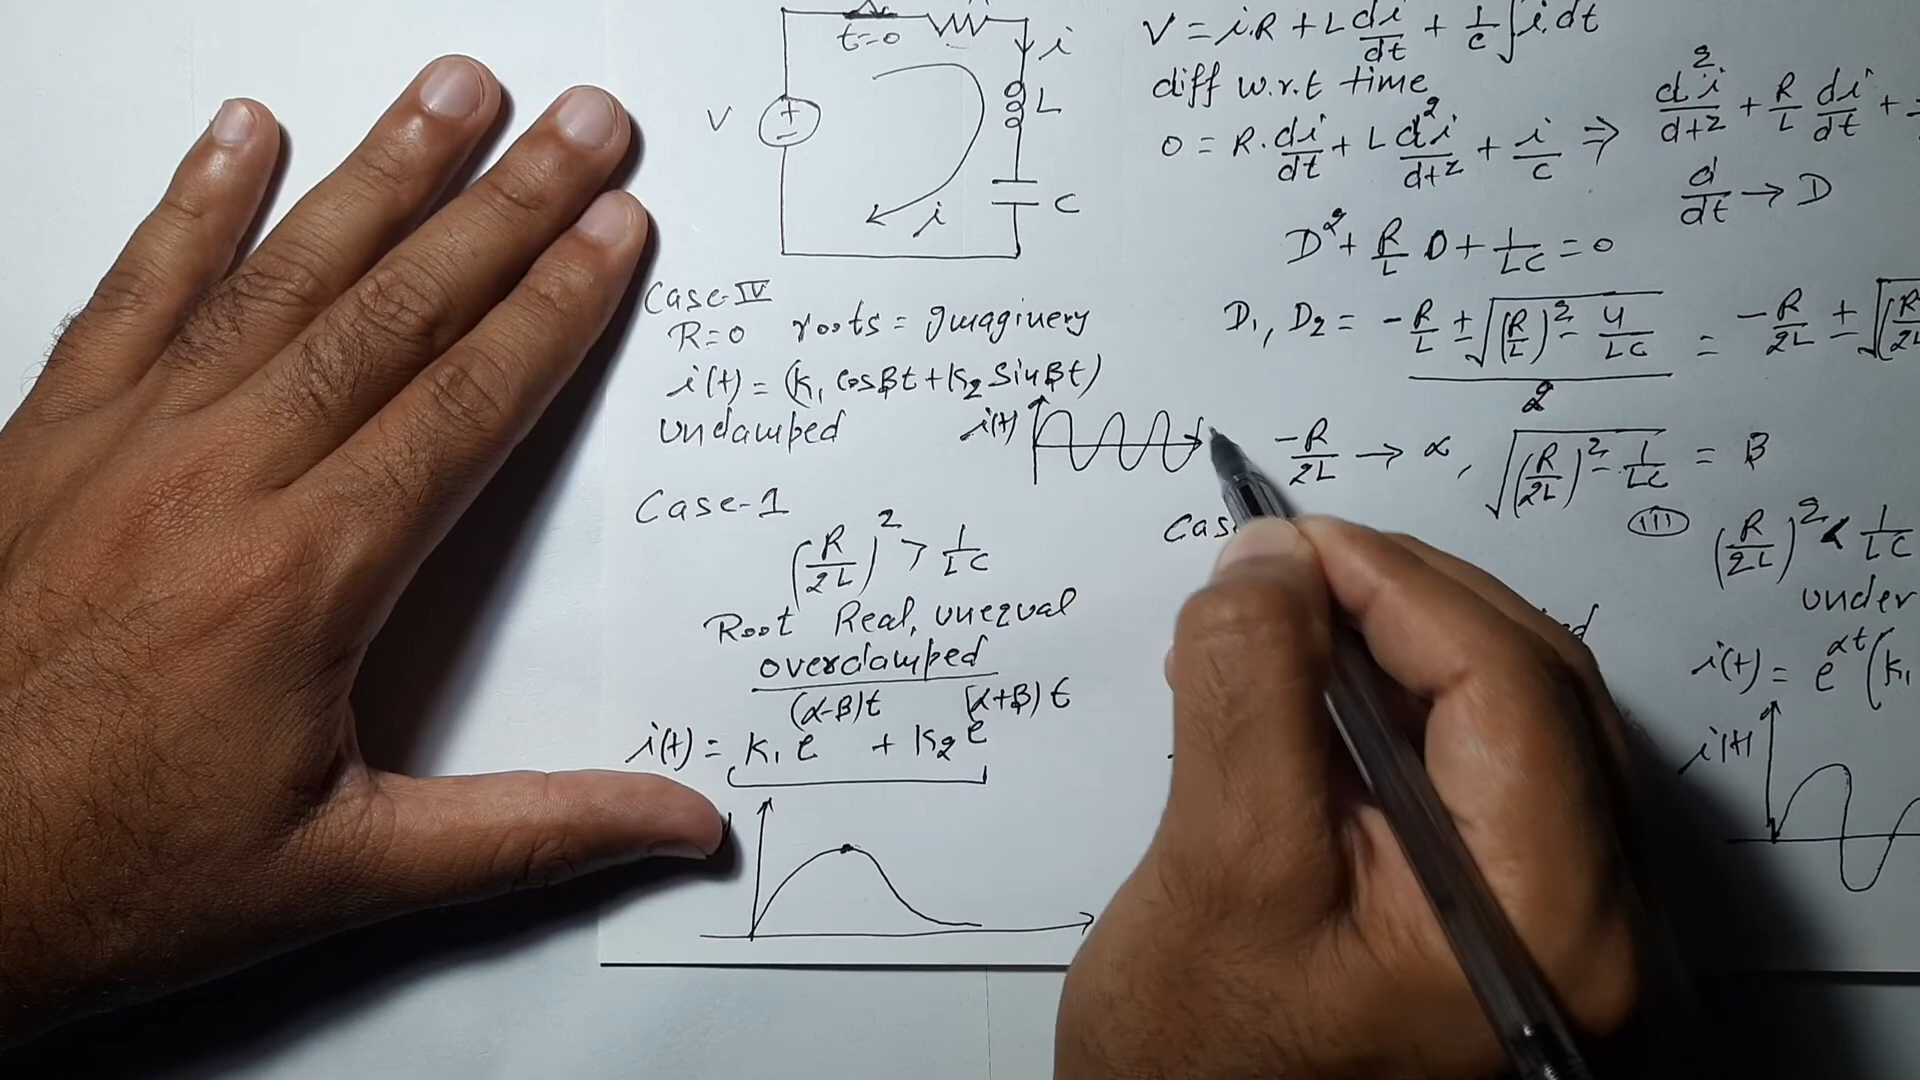 t=0
i
V
+
-
L
C
i
V = i.R + L di/dt + 1/C ∫ i.dt
diff w.r.t time
0 = R. di/dt + L d²i/dt² + i/C ⇒ d²i/dt² + R/L di/dt +
d/dt → D
D² + R/L D + 1/LC = 0
D₁, D₂ = (-R/L ± √((R/L)² - 4/LC))/2 = -R/2L ±
-R/2L → α, √((R/2L)² - 1/LC) = β
Case-IV
R=0 roots = Imaginery
i(t) = (K₁ Cosβt + K₂ Sinβt)
Undamped
i(t)
Case-1
(R/2L)² > 1/LC
Root Real, unequal
overdamped
i(t) = K₁ e^(α-β)t + K₂ e^(α+β)t
Cas
(III) (R/2L)² < 1/LC
under
i(t) = e^αt (K₁
i(t)